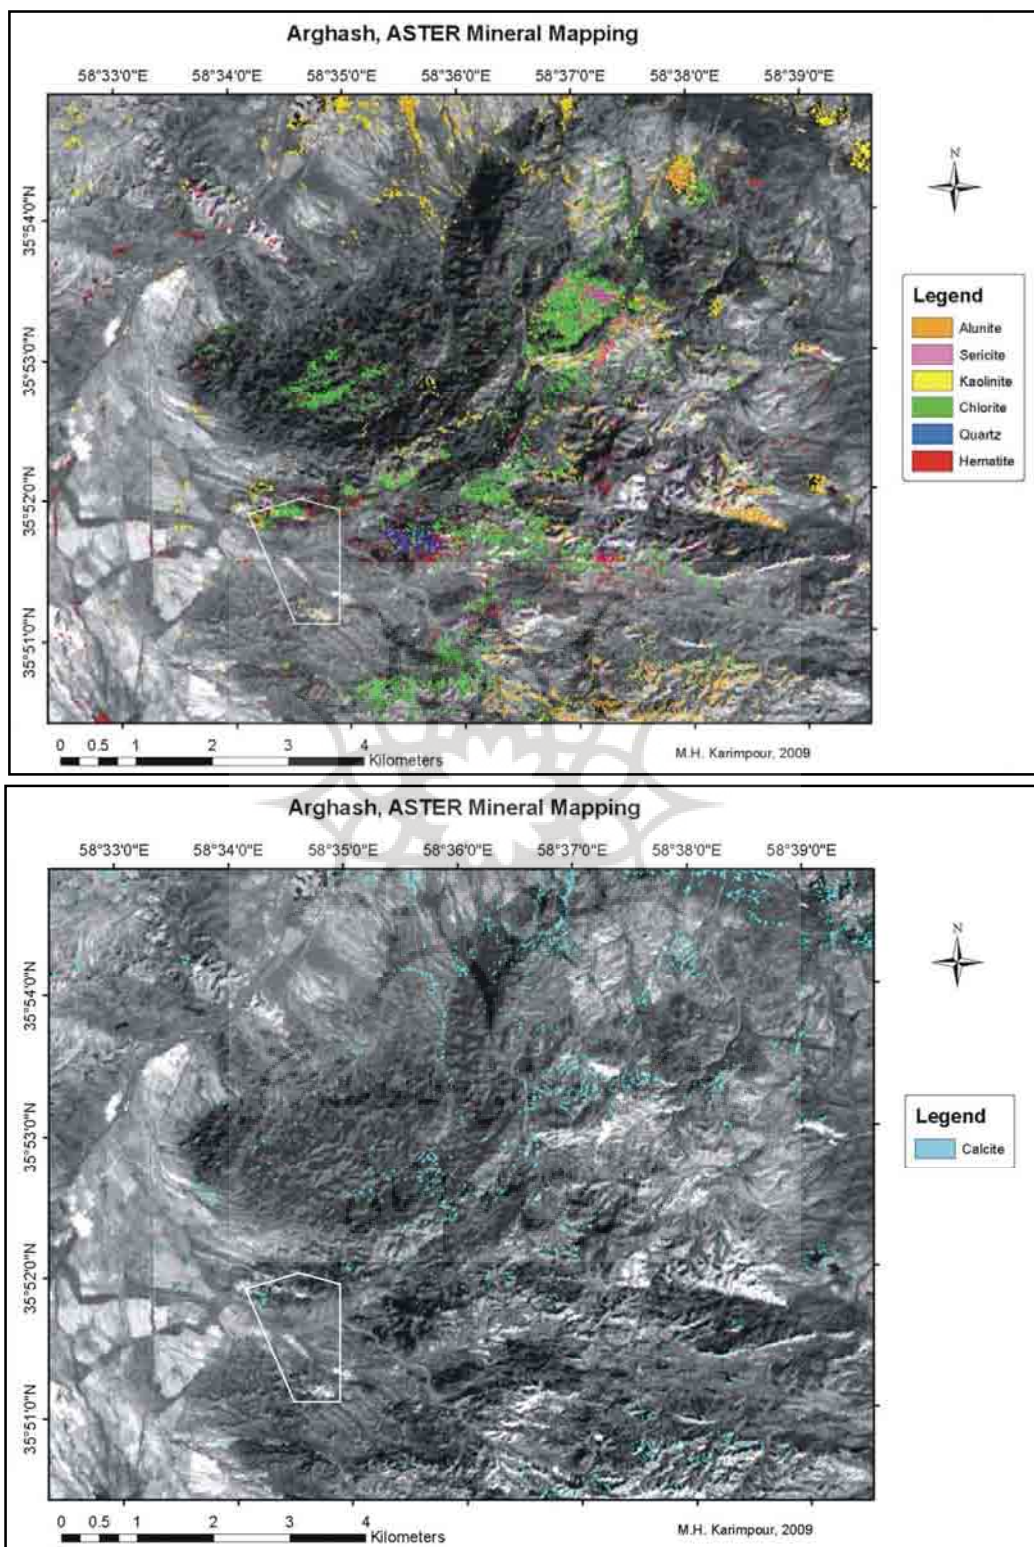 Arghash, ASTER Mineral Mapping
58°33'0"E 58°34'0"E 58°35'0"E 58°36'0"E 58°37'0"E 58°38'0"E 58°39'0"E
35°54'0"N
35°53'0"N
35°52'0"N
35°51'0"N
N
Legend
Alunite
Sericite
Kaolinite
Chlorite
Quartz
Hematite
0 0.5 1 2 3 4
Kilometers
M.H. Karimpour, 2009
Arghash, ASTER Mineral Mapping
58°33'0"E 58°34'0"E 58°35'0"E 58°36'0"E 58°37'0"E 58°38'0"E 58°39'0"E
35°54'0"N
35°53'0"N
35°52'0"N
35°51'0"N
N
Legend
Calcite
0 0.5 1 2 3 4
Kilometers
M.H. Karimpour, 2009